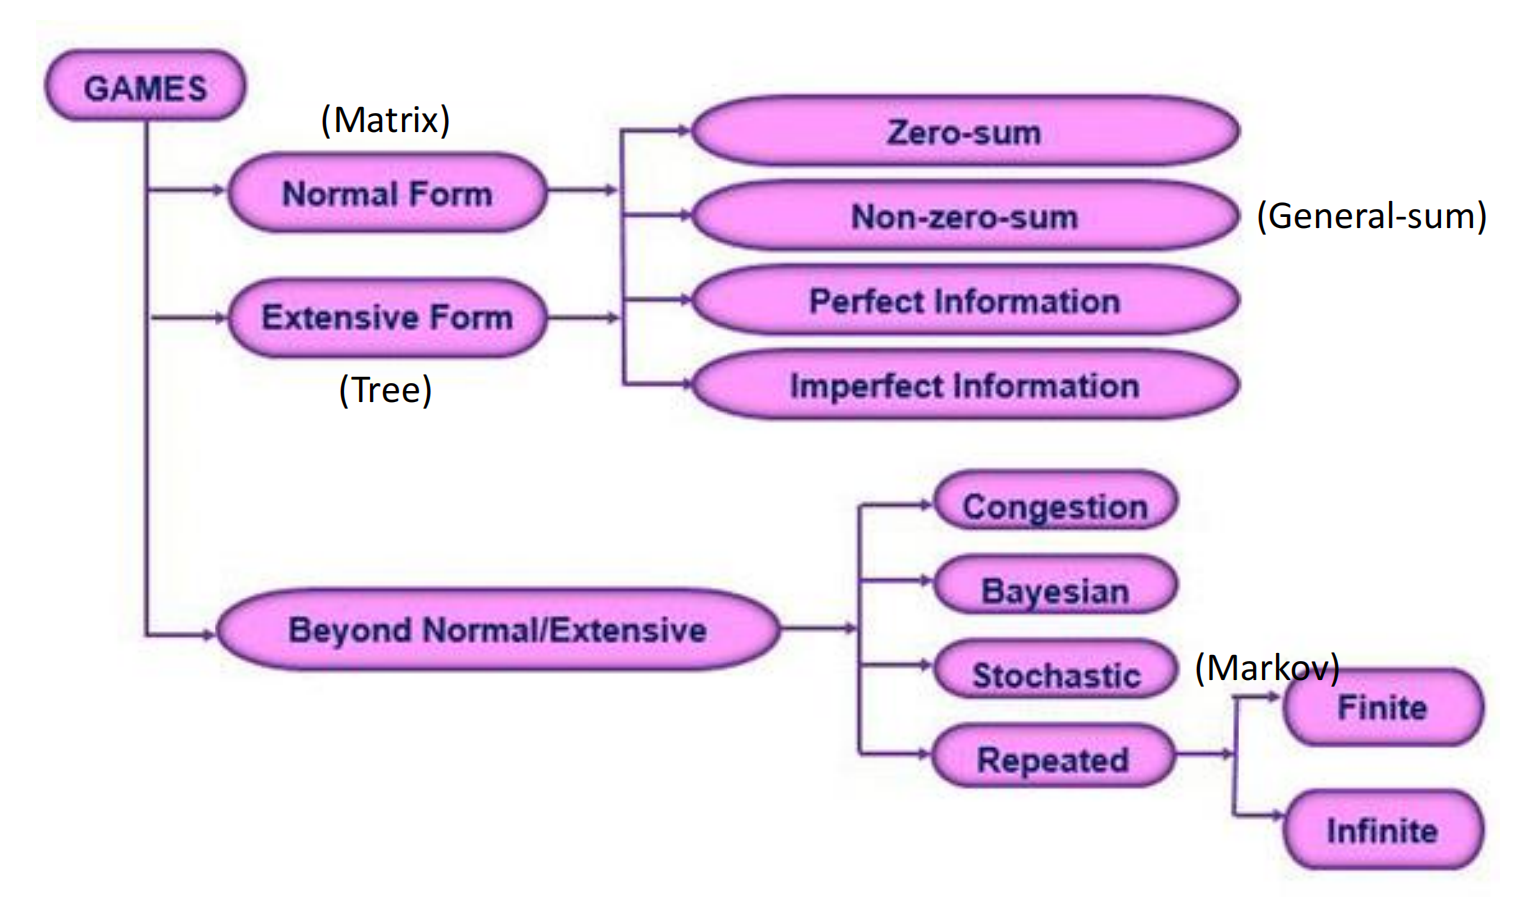 GAMES
(Matrix)
Normal Form
Extensive Form
(Tree)
Zero-sum
Non-zero-sum
(General-sum)
Perfect Information
Imperfect Information
Beyond Normal/Extensive
Congestion
Bayesian
Stochastic
(Markov)
Repeated
Finite
Infinite